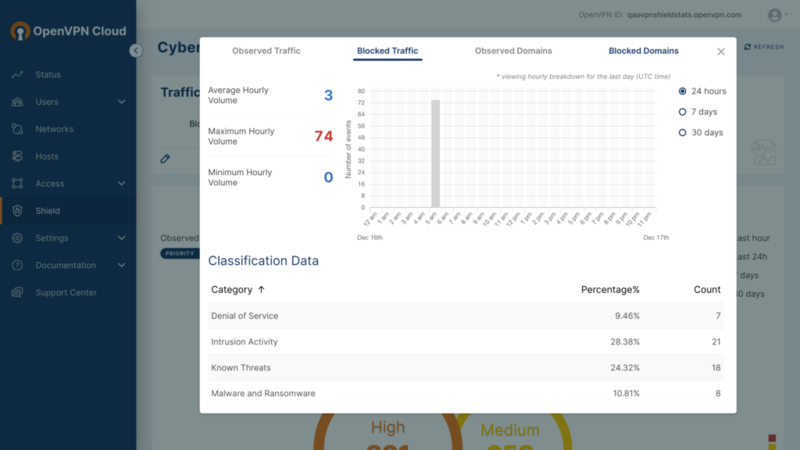 OpenVPN Cloud
OpenVPN ID: qaovpnshieldstats.openvpn.com
Status
Users
Networks
Hosts
Access
Shield
Settings
Documentation
Support Center
Cyber
REFRESH
Traffi
Observed
PRIORITY
Observed Traffic
Blocked Traffic
Observed Domains
Blocked Domains
* viewing hourly breakdown for the last day (UTC time)
Average Hourly
Volume
3
Maximum Hourly
Volume
74
Minimum Hourly
Volume
0
Number of events
80
72
64
56
48
40
32
24
16
8
0
12 am
1 am
2 am
3 am
4 am
5 am
6 am
7 am
8 am
9 am
10 am
11 am
12 pm
1 pm
2 pm
3 pm
4 pm
5 pm
6 pm
7 pm
8 pm
9 pm
10 pm
11 pm
Dec 16th
Dec 17th
24 hours
7 days
30 days
Classification Data
Category ↑ Percentage% Count
Denial of Service 9.46% 7
Intrusion Activity 28.38% 21
Known Threats 24.32% 18
Malware and Ransomware 10.81% 8
ast hour
ast 24h
days
0 days
High
Medium